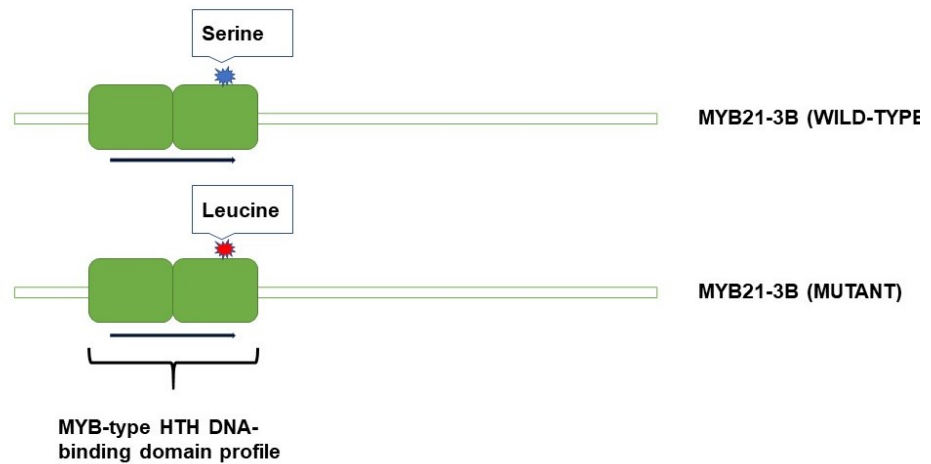 Serine
MYB21-3B (WILD-TYPE
Leucine
MYB21-3B (MUTANT)
MYB-type HTH DNA-
binding domain profile